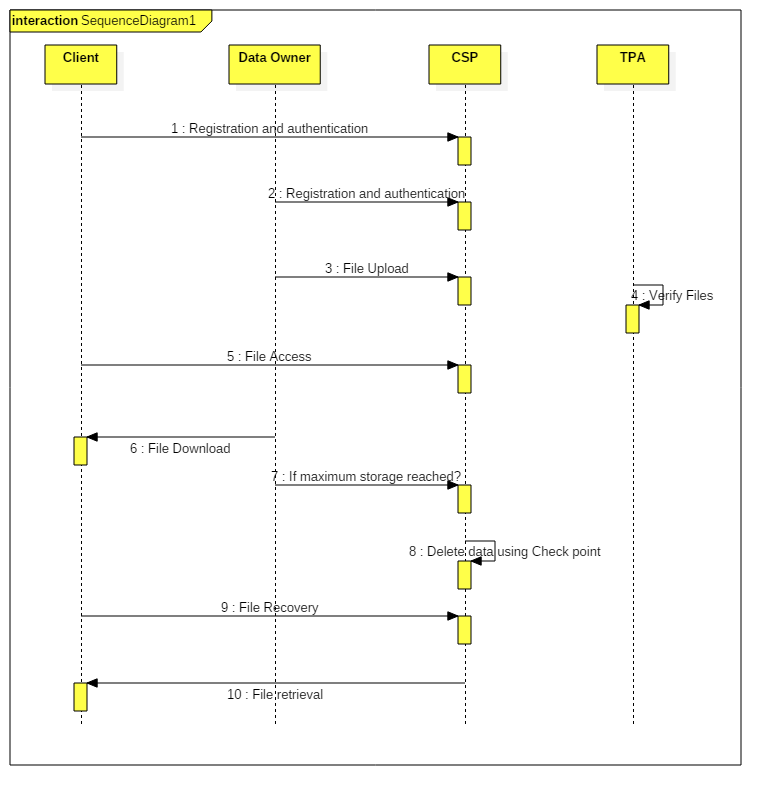 interaction SequenceDiagram1
Client
Data Owner
CSP
TPA
1 : Registration and authentication
2 : Registration and authentication
3 : File Upload
4 : Verify Files
5 : File Access
6 : File Download
7 : If maximum storage reached?
8 : Delete data using Check point
9 : File Recovery
10 : File retrieval